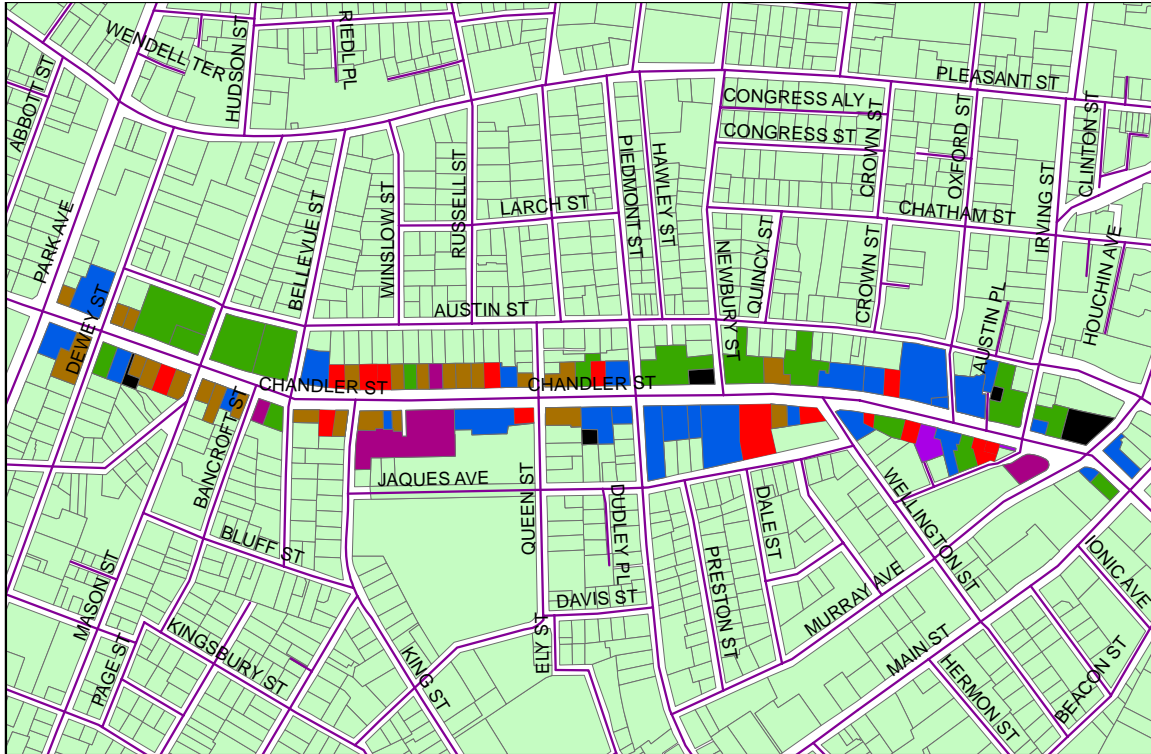 WENDELL TER
HUDSON ST
RIEDL PL
PLEASANT ST
ABBOTT ST
CONGRESS ALY
CONGRESS ST
CROWN ST
OXFORD ST
CLINTON ST
PIEDMONT ST
HAWLEY ST
RUSSELL ST
WINSLOW ST
BELLEVUE ST
LARCH ST
CHATHAM ST
IRVING ST
PARK AVE
NEWBURY ST
QUINCY ST
CROWN ST
HOUCHIN AVE
AUSTIN ST
AUSTIN PL
DEWEY ST
CHANDLER ST
CHANDLER ST
BANCROFT ST
JAQUES AVE
QUEEN ST
DUDLEY PL
DALE ST
WELLINGTON ST
BLUFF ST
PRESTON ST
MURRAY AVE
IONIC AVE
MASON ST
DAVIS ST
PAGE ST
KINGSBURY ST
KING ST
ELY ST
MAIN ST
HERMON ST
BEACON ST